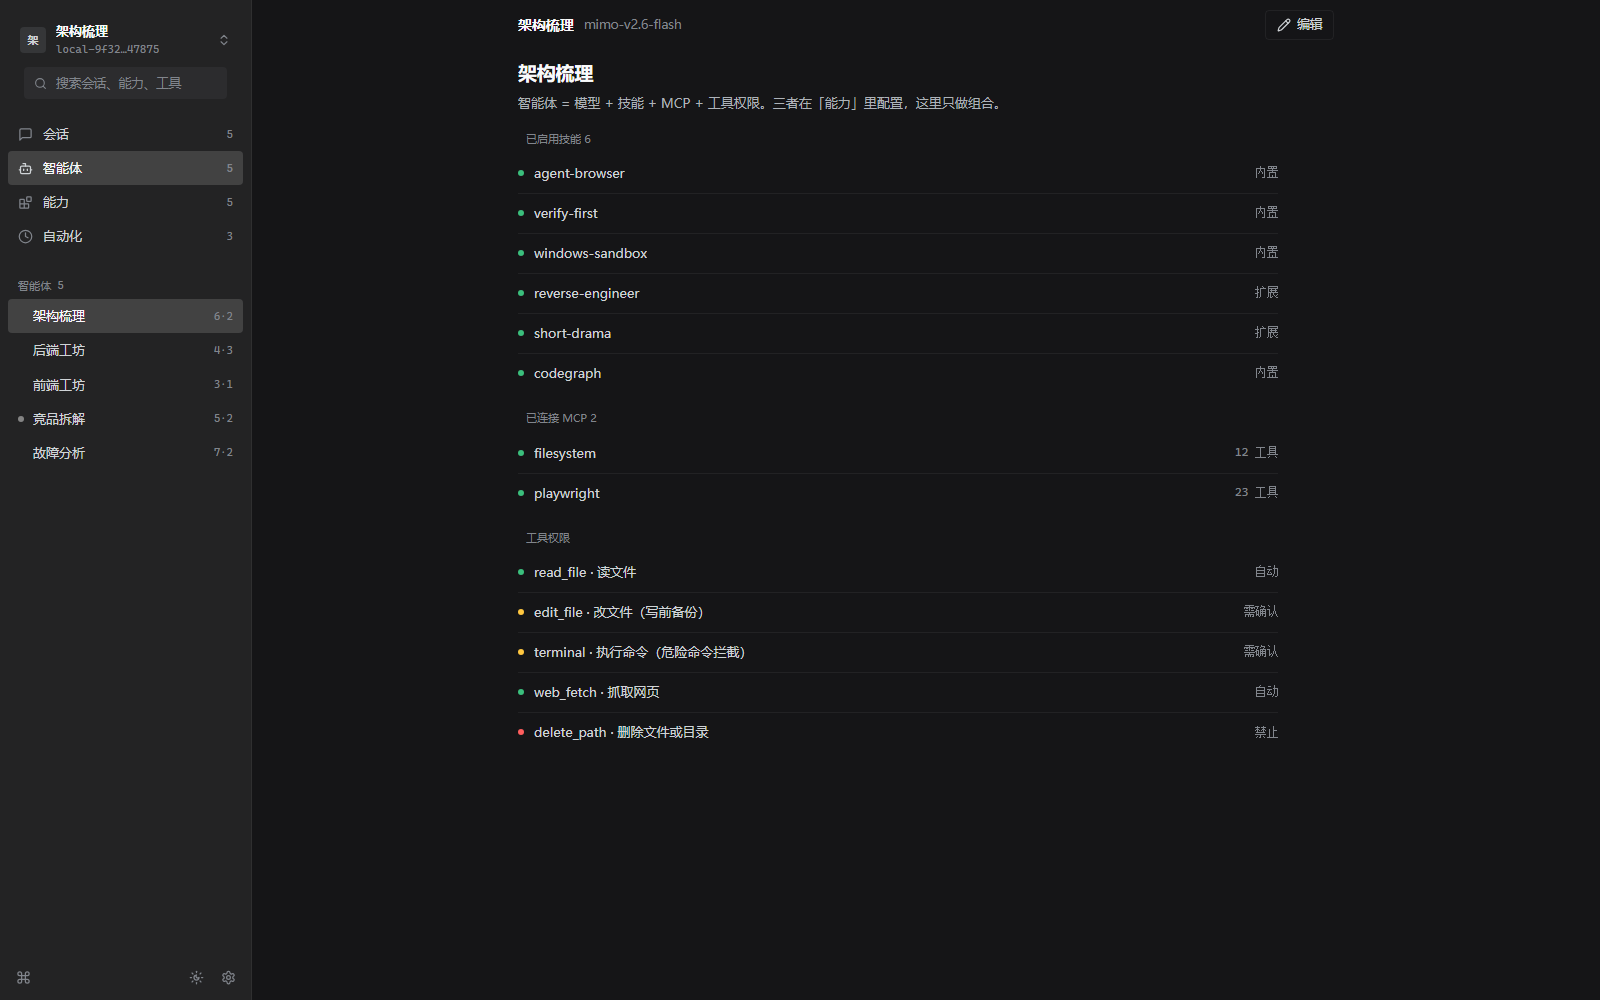 架 架构梳理
local-9f32…47875
搜索会话、能力、工具
会话 5
智能体 5
能力 5
自动化 3
智能体 5
架构梳理 6·2
后端工坊 4·3
前端工坊 3·1
竞品拆解 5·2
故障分析 7·2
架构梳理 mimo-v2.6-flash
编辑
架构梳理
智能体 = 模型 + 技能 + MCP + 工具权限。三者在「能力」里配置，这里只做组合。
已启用技能 6
agent-browser 内置
verify-first 内置
windows-sandbox 内置
reverse-engineer 扩展
short-drama 扩展
codegraph 内置
已连接 MCP 2
filesystem 12 工具
playwright 23 工具
工具权限
read_file · 读文件 自动
edit_file · 改文件（写前备份） 需确认
terminal · 执行命令（危险命令拦截） 需确认
web_fetch · 抓取网页 自动
delete_path · 删除文件或目录 禁止